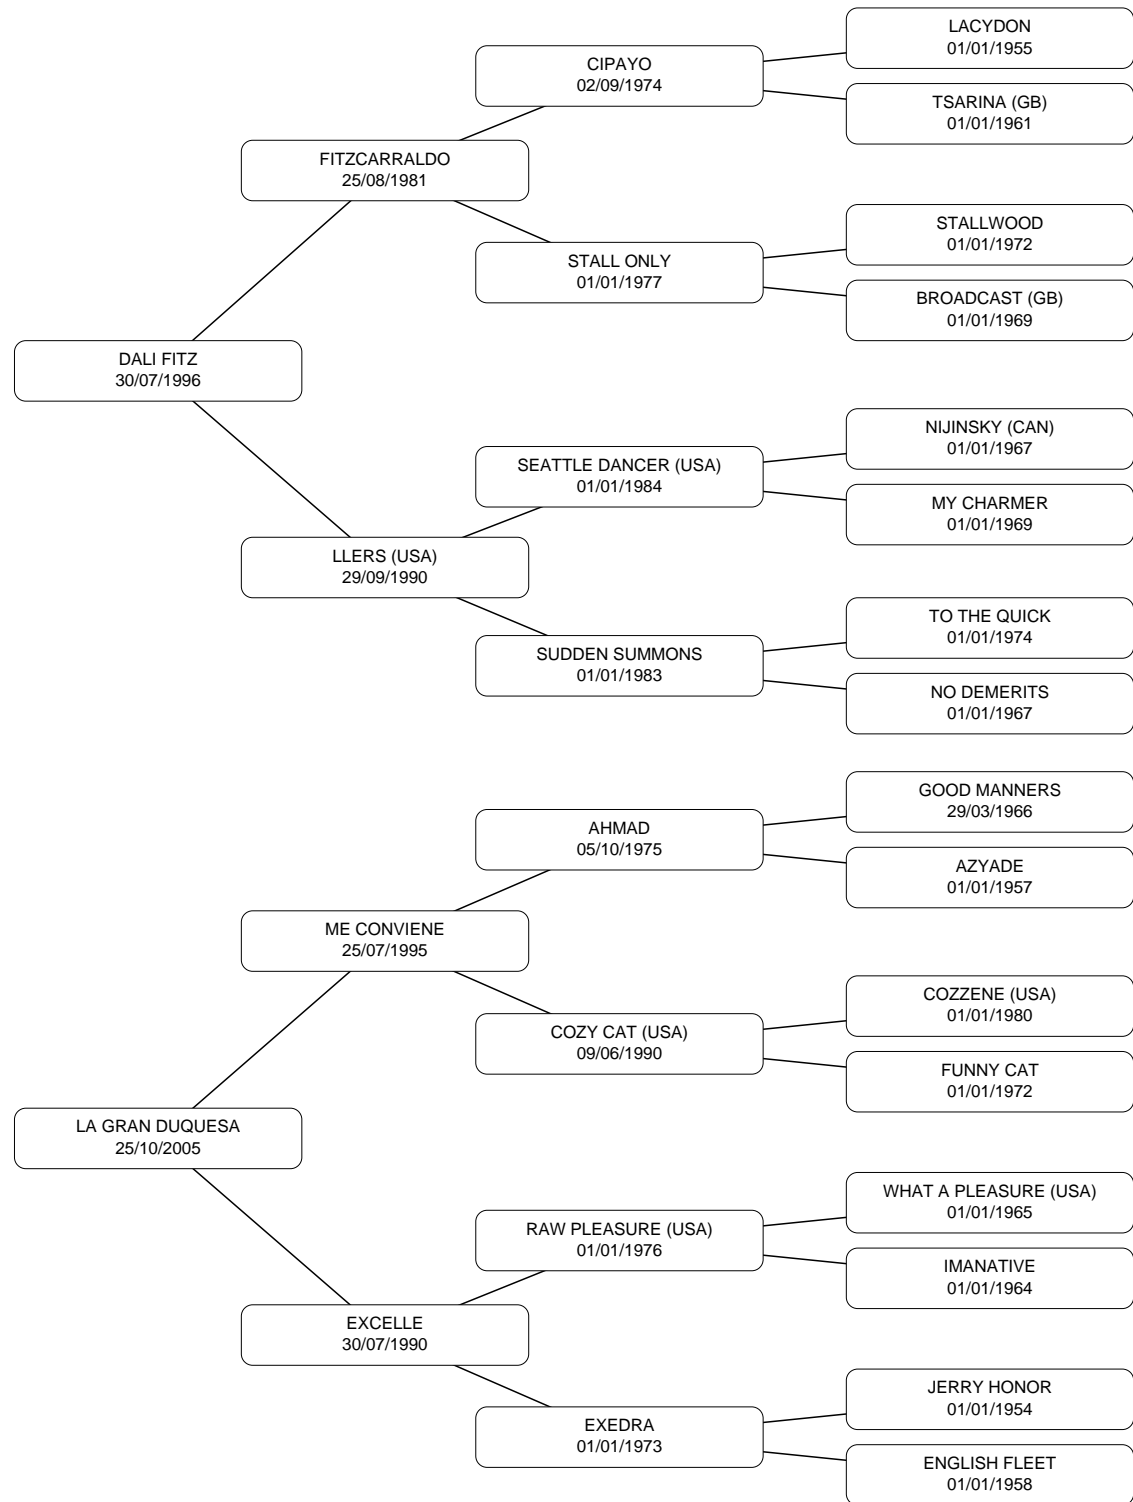 LACYDON
01/01/1955
CIPAYO
02/09/1974
TSARINA (GB)
01/01/1961
FITZCARRALDO
25/08/1981
STALLWOOD
01/01/1972
STALL ONLY
01/01/1977
BROADCAST (GB)
01/01/1969
DALI FITZ
30/07/1996
NIJINSKY (CAN)
01/01/1967
SEATTLE DANCER (USA)
01/01/1984
MY CHARMER
01/01/1969
LLERS (USA)
29/09/1990
TO THE QUICK
01/01/1974
SUDDEN SUMMONS
01/01/1983
NO DEMERITS
01/01/1967
GOOD MANNERS
29/03/1966
AHMAD
05/10/1975
AZYADE
01/01/1957
ME CONVIENE
25/07/1995
COZZENE (USA)
01/01/1980
COZY CAT (USA)
09/06/1990
FUNNY CAT
01/01/1972
LA GRAN DUQUESA
25/10/2005
WHAT A PLEASURE (USA)
01/01/1965
RAW PLEASURE (USA)
01/01/1976
IMANATIVE
01/01/1964
EXCELLE
30/07/1990
JERRY HONOR
01/01/1954
EXEDRA
01/01/1973
ENGLISH FLEET
01/01/1958